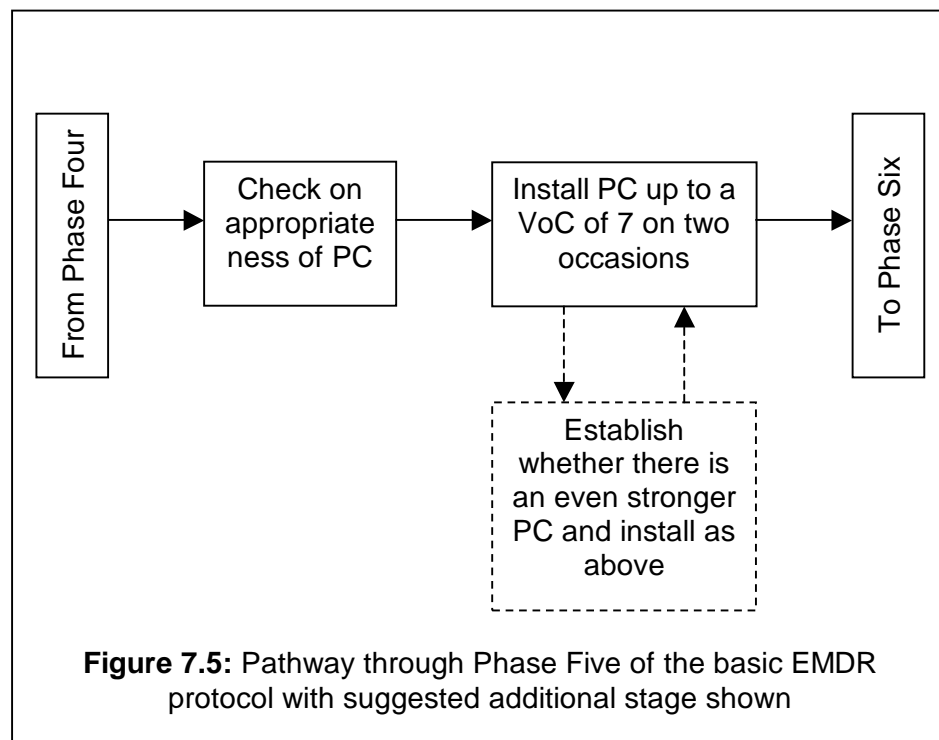 From Phase Four
Check on
appropriate
ness of PC
Install PC up to a
VoC of 7 on two
occasions
To Phase Six
Establish
whether there is
an even stronger
PC and install as
above
Figure 7.5: Pathway through Phase Five of the basic EMDR
protocol with suggested additional stage shown